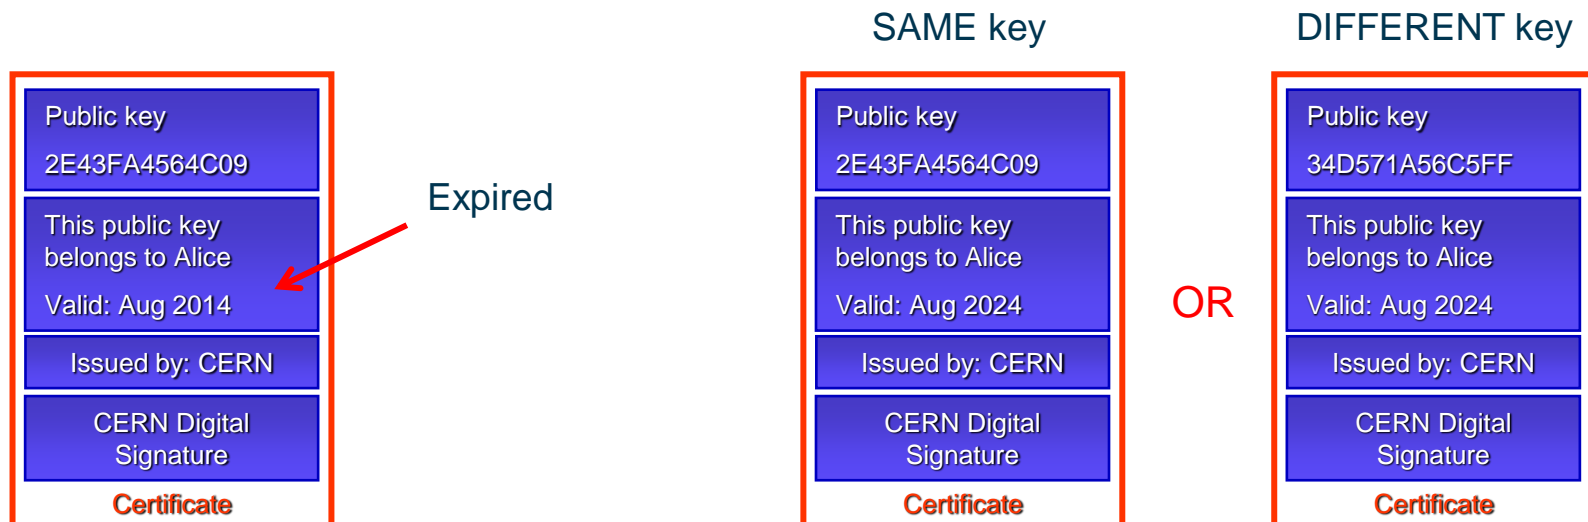 SAME key
DIFFERENT key
Public key
2E43FA4564C09
This public key
belongs to Alice
Valid: Aug 2014
Issued by: CERN
CERN Digital
Signature
Certificate
Expired
Public key
2E43FA4564C09
This public key
belongs to Alice
Valid: Aug 2024
Issued by: CERN
CERN Digital
Signature
Certificate
OR
Public key
34D571A56C5FF
This public key
belongs to Alice
Valid: Aug 2024
Issued by: CERN
CERN Digital
Signature
Certificate